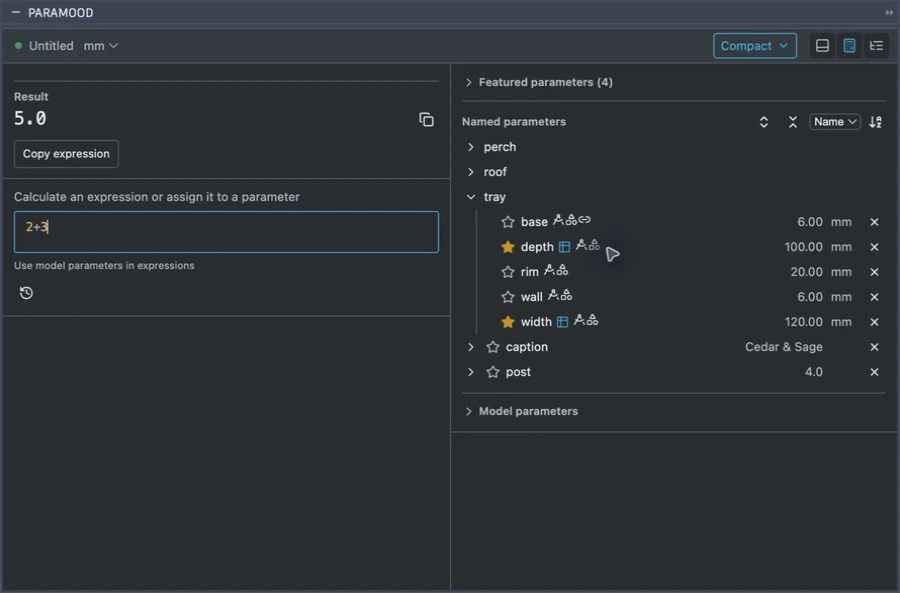 PARAMOOD
Untitled mm
Compact
Result
5.0
Copy expression
Calculate an expression or assign it to a parameter
2+3
Use model parameters in expressions
Featured parameters (4)
Named parameters
Name
perch
roof
tray
base 6.00 mm
depth 100.00 mm
rim 20.00 mm
wall 6.00 mm
width 120.00 mm
caption Cedar & Sage
post 4.0
Model parameters